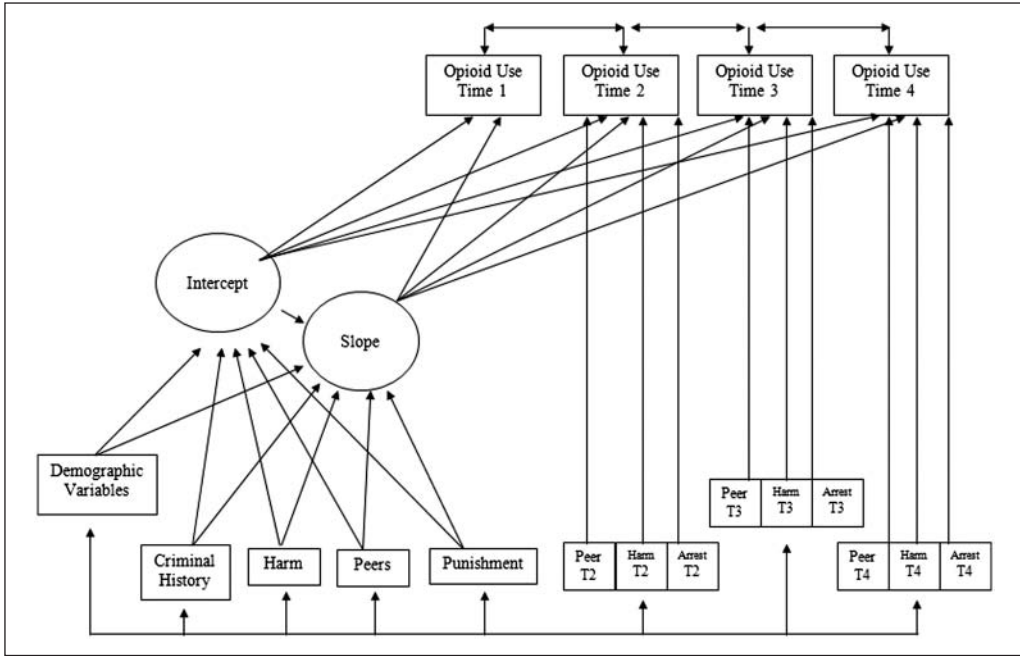 Opioid Use
Time 1
Opioid Use
Time 2
Opioid Use
Time 3
Opioid Use
Time 4
Intercept
Slope
Demographic
Variables
Criminal
History
Harm
Peers
Punishment
Peer
T2
Harm
T2
Arrest
T2
Peer
T3
Harm
T3
Arrest
T3
Peer
T4
Harm
T4
Arrest
T4